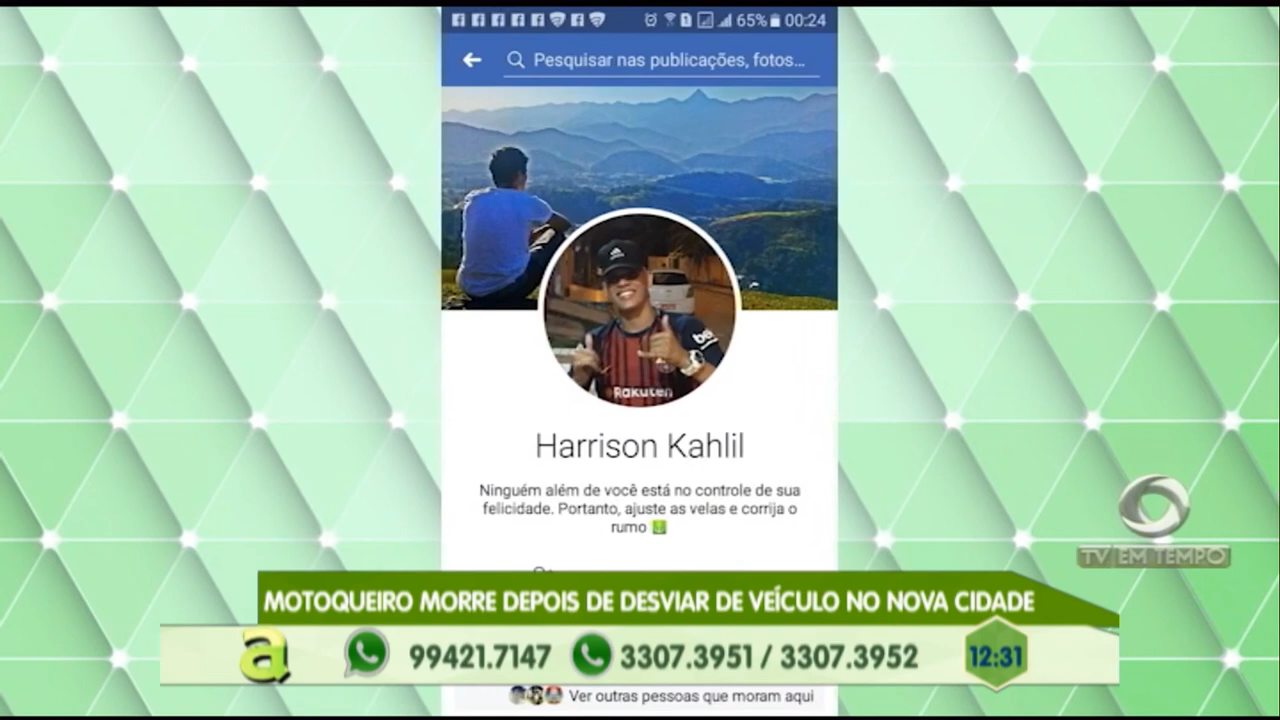 65% 00:24
Pesquisar nas publicações, fotos...
bei
Rakuten
Harrison Kahlil
Ninguém além de você está no controle de sua
felicidade. Portanto, ajuste as velas e corrija o
rumo
TV EM TEMPO
MOTOQUEIRO MORRE DEPOIS DE DESVIAR DE VEÍCULO NO NOVA CIDADE
a 99421.7147 3307.3951 / 3307.3952 12:31
Ver outras pessoas que moram aqui